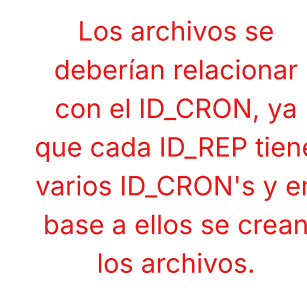 Los archivos se
deberían relacionar
con el ID_CRON, ya
que cada ID_REP tiene
varios ID_CRON's y en
base a ellos se crean
los archivos.